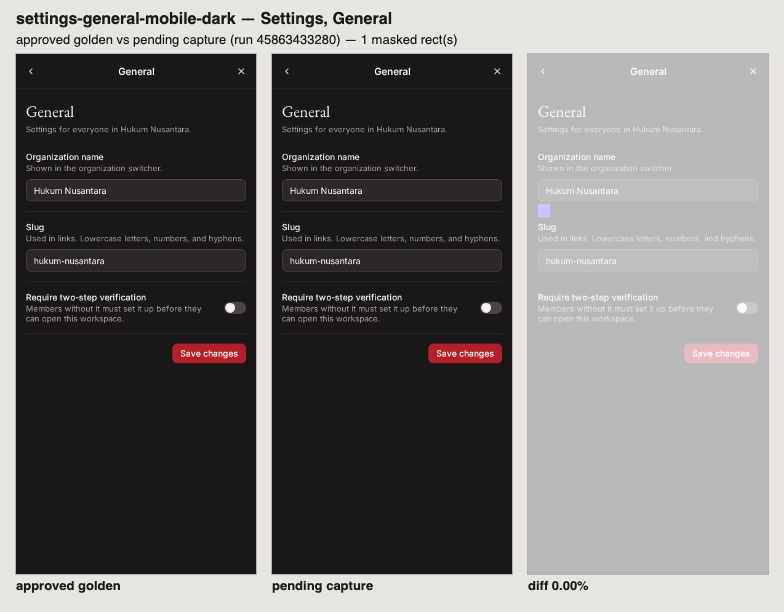 settings-general-mobile-dark — Settings, General
approved golden vs pending capture (run 45863433280) — 1 masked rect(s)
General
General
Settings for everyone in Hukum Nusantara.
Organization name
Shown in the organization switcher.
Hukum Nusantara
Slug
Used in links. Lowercase letters, numbers, and hyphens.
hukum-nusantara
Require two-step verification
Members without it must set it up before they
can open this workspace.
Save changes
approved golden
General
General
Settings for everyone in Hukum Nusantara.
Organization name
Shown in the organization switcher.
Hukum Nusantara
Slug
Used in links. Lowercase letters, numbers, and hyphens.
hukum-nusantara
Require two-step verification
Members without it must set it up before they
can open this workspace.
Save changes
pending capture
General
General
Settings for everyone in Hukum Nusantara.
Organization name
Shown in the organization switcher.
Hukum Nusantara
Slug
Used in links. Lowercase letters, numbers, and hyphens.
hukum-nusantara
Require two-step verification
Members without it must set it up before they
can open this workspace.
Save changes
diff 0.00%